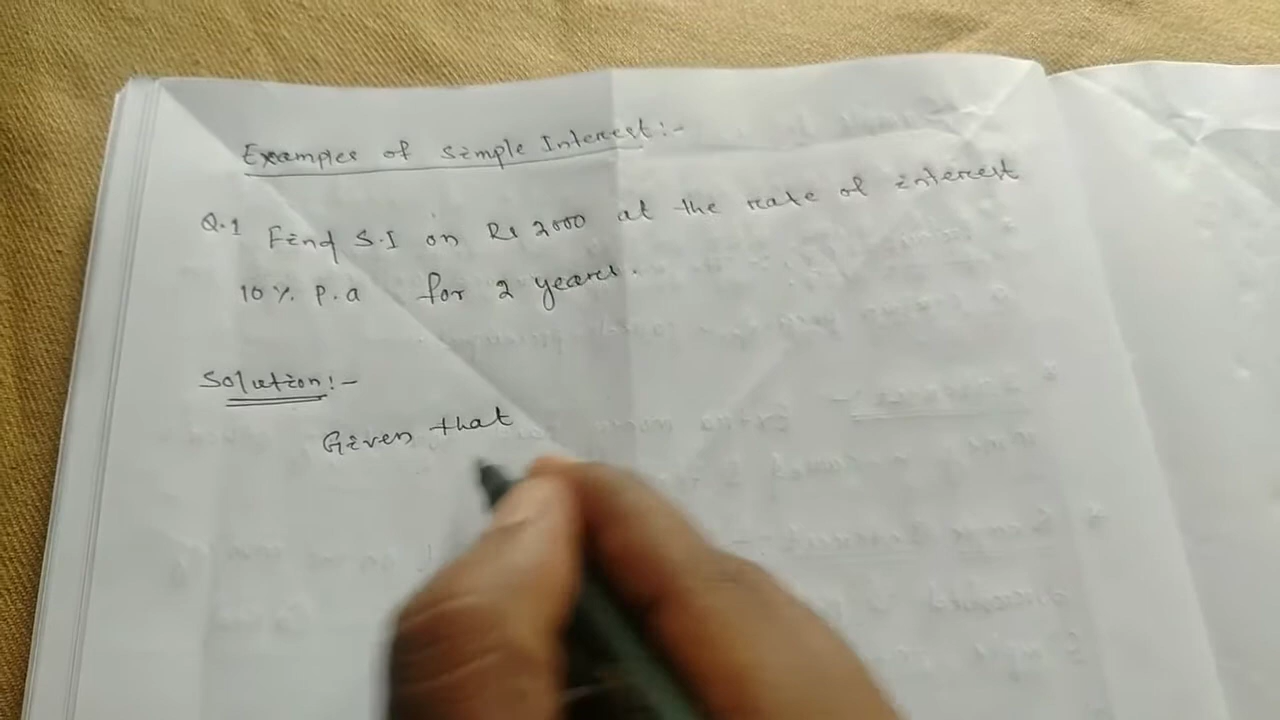 Examples of Simple Interest:-
Q.1 Find S.I on Rs 2000 at the rate of interest
10% P.a for 2 years.
Solution:-
Given that